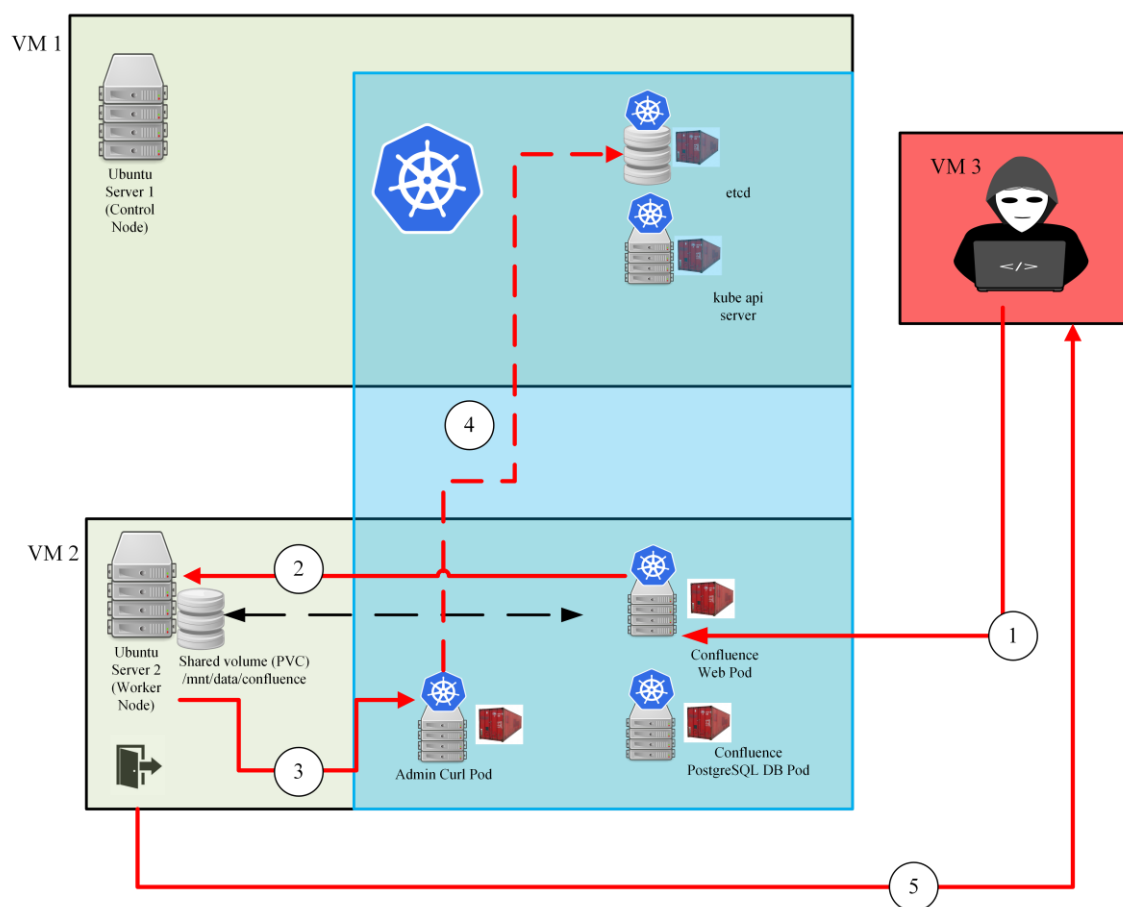 VM 1
Ubuntu
Server 1
(Control
Node)
etcd
kube api
server
VM 3
</>
4
VM 2
2
Ubuntu
Server 2
(Worker
Node)
Shared volume (PVC)
/mnt/data/confluence
1
Confluence
Web Pod
3
Admin Curl Pod
Confluence
PostgreSQL DB Pod
5